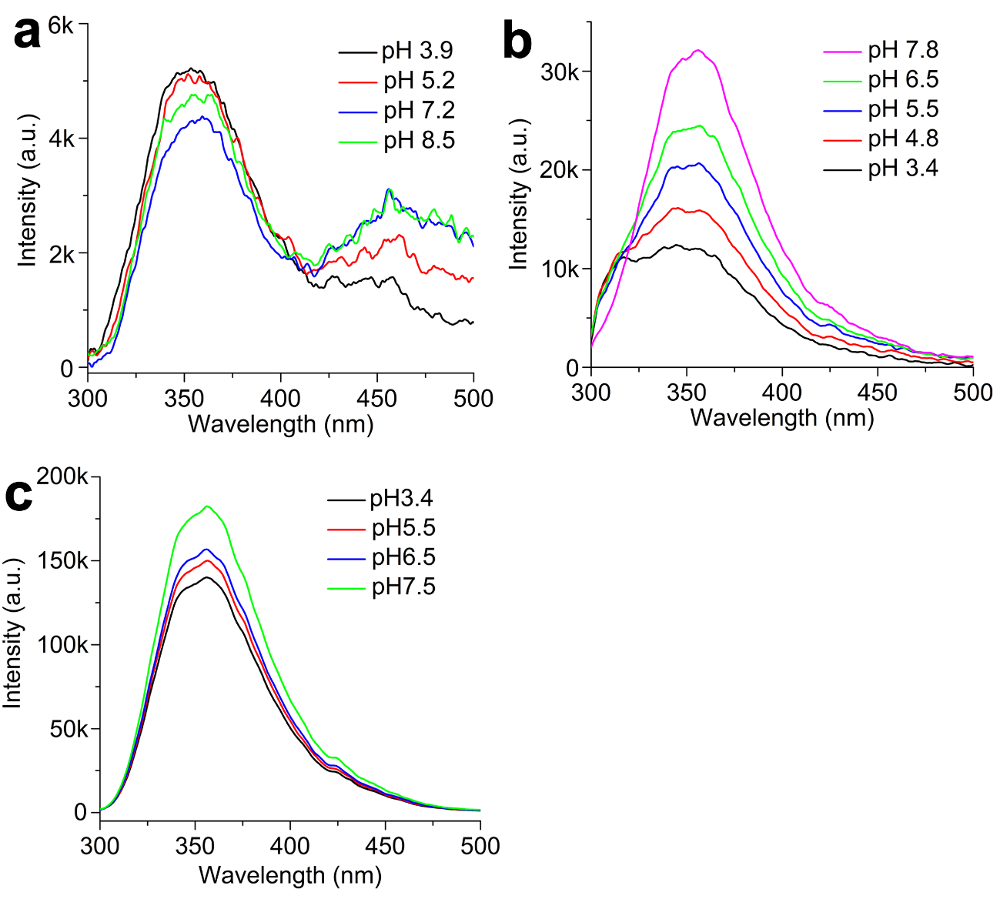 a
6k
4k
2k
0
Intensity (a.u.)
pH 3.9
pH 5.2
pH 7.2
pH 8.5
300 350 400 450 500
Wavelength (nm)
b
30k
20k
10k
0
Intensity (a.u.)
pH 7.8
pH 6.5
pH 5.5
pH 4.8
pH 3.4
300 350 400 450 500
Wavelength (nm)
c
200k
150k
100k
50k
0
Intensity (a.u.)
pH3.4
pH5.5
pH6.5
pH7.5
300 350 400 450 500
Wavelength (nm)